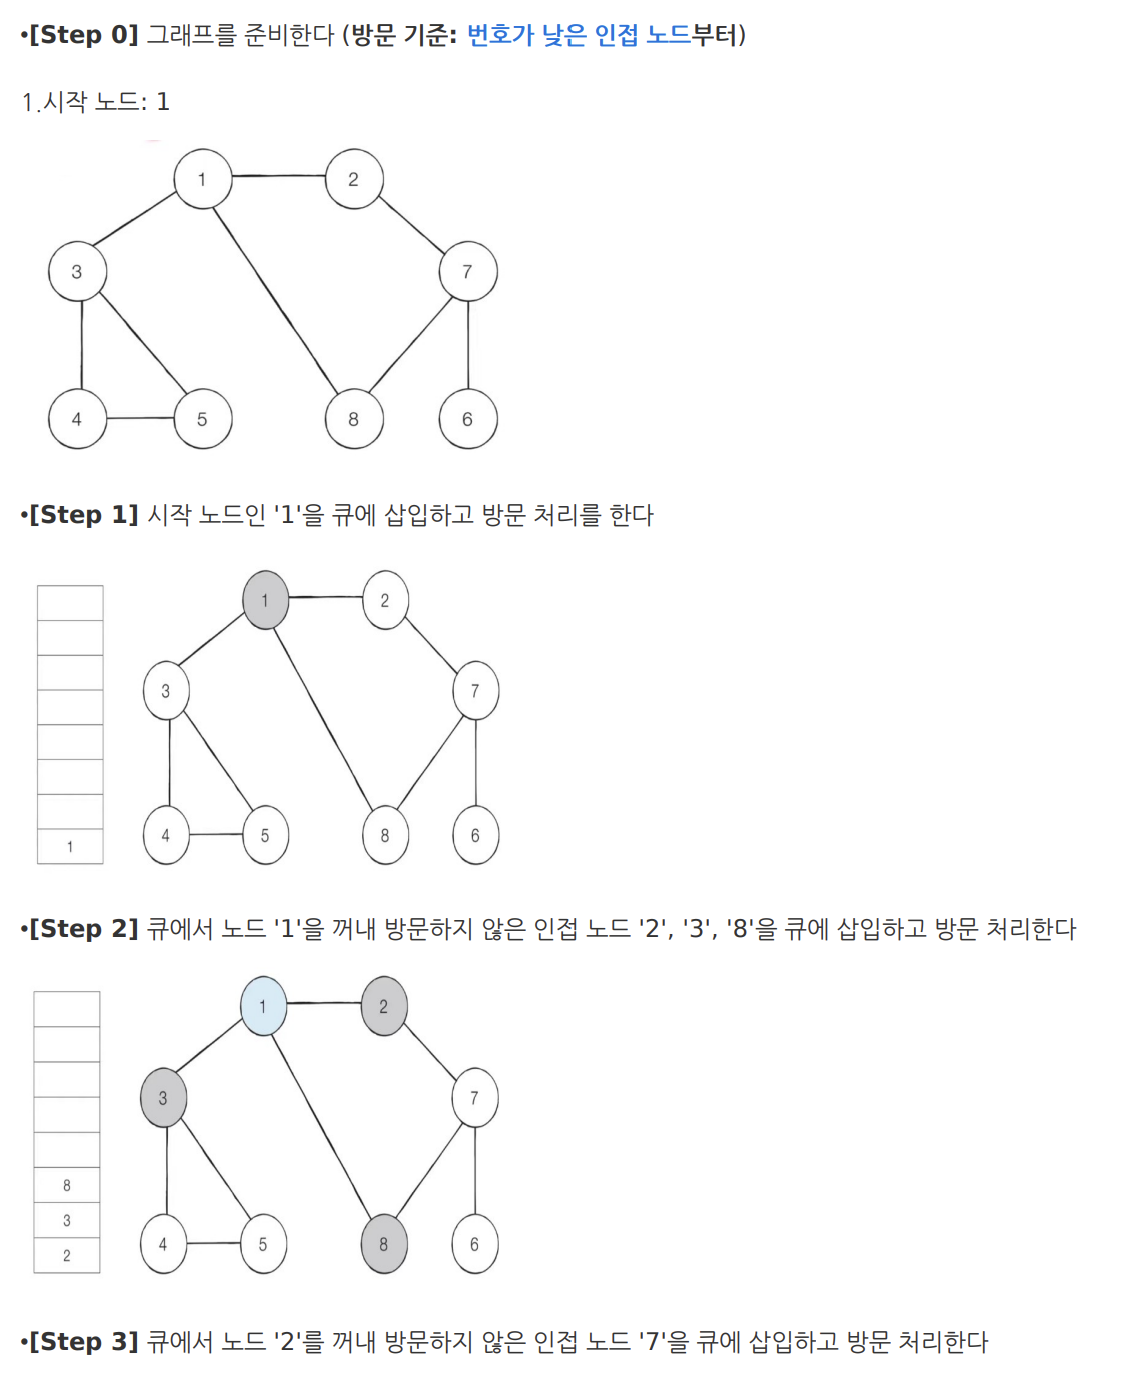 •[Step 0] 그래프를 준비한다 (방문 기준: 번호가 낮은 인접 노드부터)
1.시작 노드: 1
1 2
3 7
4 5 8 6
•[Step 1] 시작 노드인 '1'을 큐에 삽입하고 방문 처리를 한다
1 2
3 7
4 5 8 6
1
•[Step 2] 큐에서 노드 '1'을 꺼내 방문하지 않은 인접 노드 '2', '3', '8'을 큐에 삽입하고 방문 처리한다
1 2
3 7
8
3
2
4 5 8 6
•[Step 3] 큐에서 노드 '2'를 꺼내 방문하지 않은 인접 노드 '7'을 큐에 삽입하고 방문 처리한다